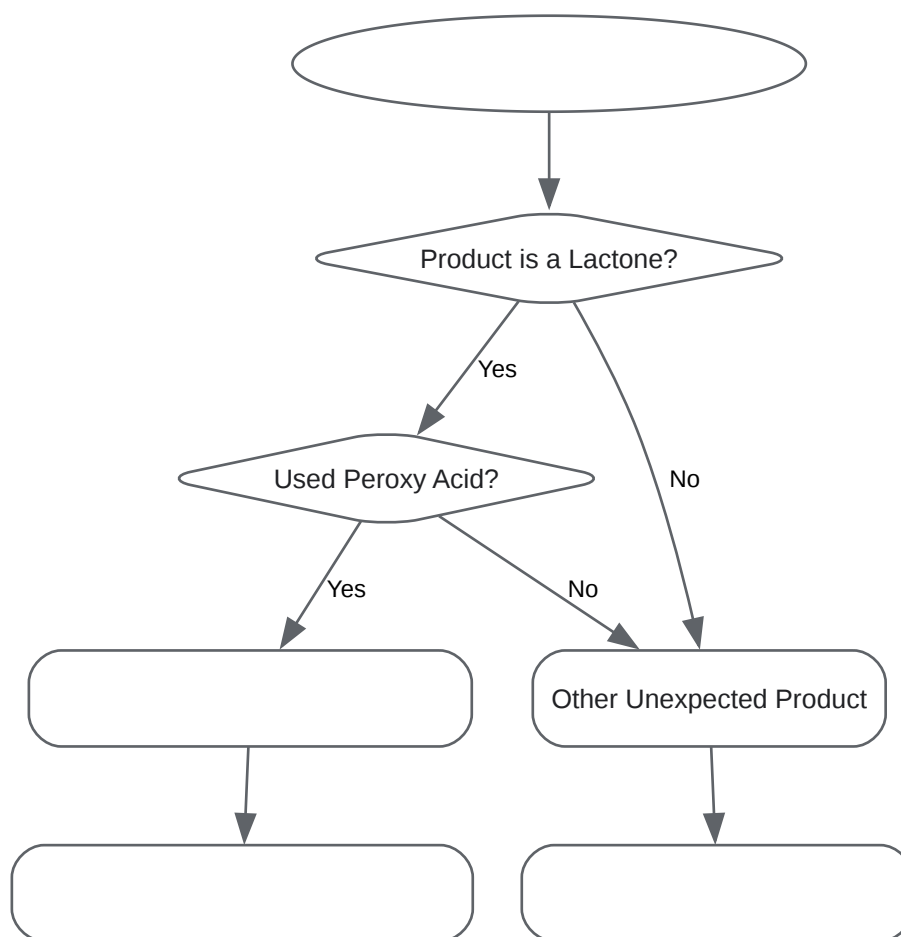 Product is a Lactone?
Yes
Used Peroxy Acid?
No
Yes
No
Other Unexpected Product